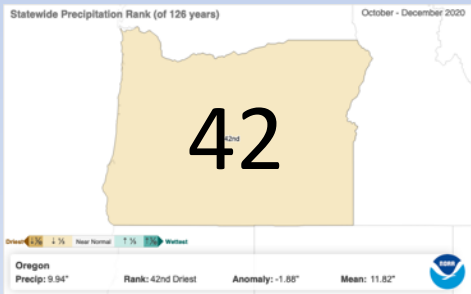 Statewide Precipitation Rank (of 126 years)
October - December 2020
42nd
42
Driest
Near Normal
Wettest
Oregon
Precip: 9.94"
Rank: 42nd Driest
Anomaly: -1.88"
Mean: 11.82"
NOAA